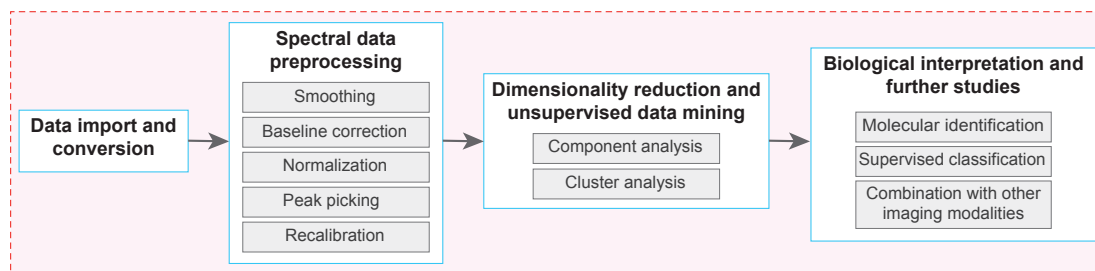 Data import and
conversion
Spectral data
preprocessing
Smoothing
Baseline correction
Normalization
Peak picking
Recalibration
Dimensionality reduction and
unsupervised data mining
Component analysis
Cluster analysis
Biological interpretation and
further studies
Molecular identification
Supervised classification
Combination with other
imaging modalities